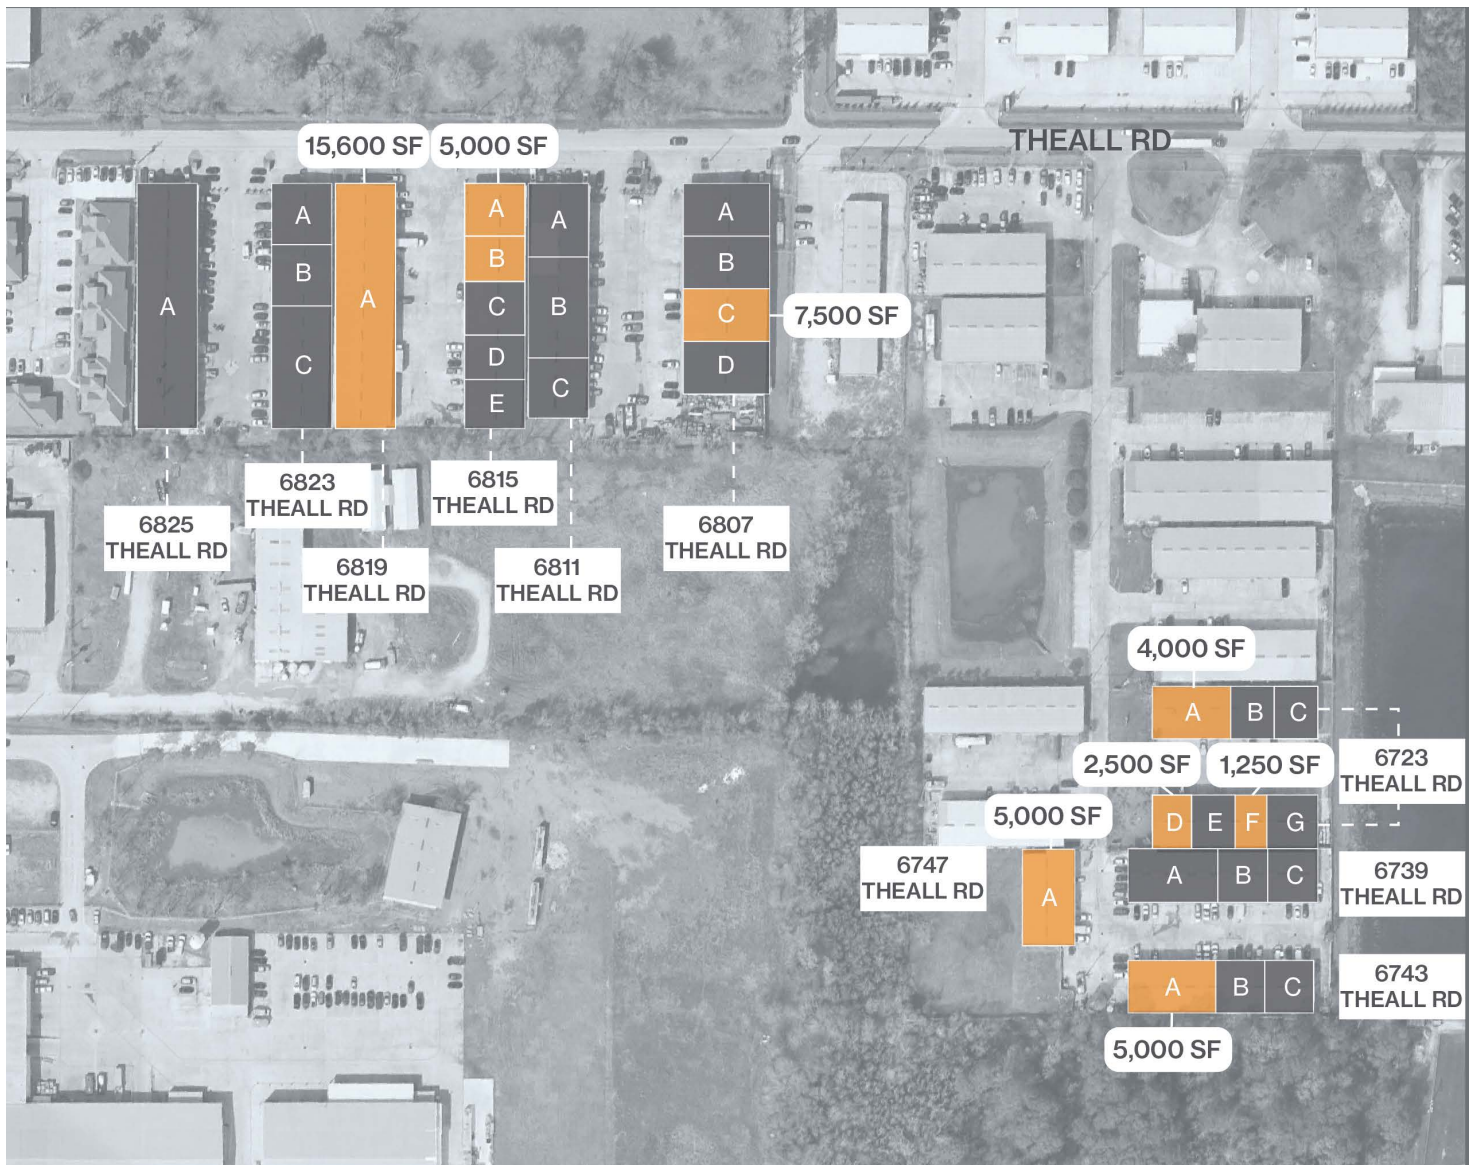 THEALL RD
15,600 SF
5,000 SF
A
A
B
C
A
A
B
C
D
E
A
B
C
A
B
C
D
7,500 SF
6825
THEALL RD
6823
THEALL RD
6819
THEALL RD
6815
THEALL RD
6811
THEALL RD
6807
THEALL RD
4,000 SF
A
B
C
6723
THEALL RD
2,500 SF
1,250 SF
D
E
F
G
5,000 SF
6747
THEALL RD
A
A
B
C
6739
THEALL RD
A
B
C
6743
THEALL RD
5,000 SF